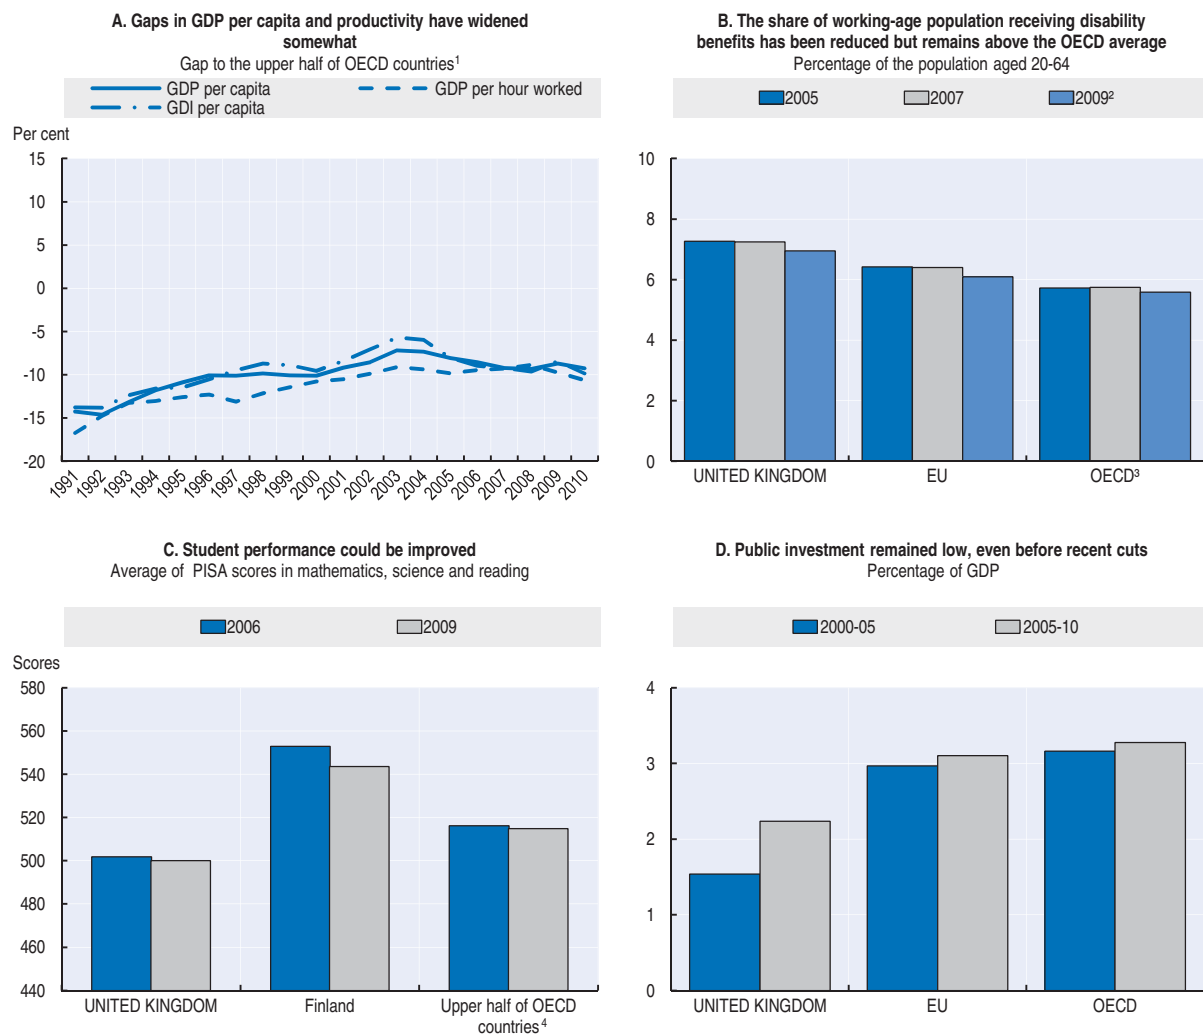 A. Gaps in GDP per capita and productivity have widened
somewhat
Gap to the upper half of OECD countries¹
GDP per capita
GDP per hour worked
GDI per capita
Per cent
15
10
5
0
-5
-10
-15
-20
1991 1992 1993 1994 1995 1996 1997 1998 1999 2000 2001 2002 2003 2004 2005 2006 2007 2008 2009 2010
B. The share of working-age population receiving disability
benefits has been reduced but remains above the OECD average
Percentage of the population aged 20-64
2005 2007 2009²
10
8
6
4
2
0
UNITED KINGDOM EU OECD³
C. Student performance could be improved
Average of PISA scores in mathematics, science and reading
2006 2009
Scores
580
560
540
520
500
480
460
440
UNITED KINGDOM Finland Upper half of OECD
countries⁴
D. Public investment remained low, even before recent cuts
Percentage of GDP
2000-05 2005-10
4
3
2
1
0
UNITED KINGDOM EU OECD